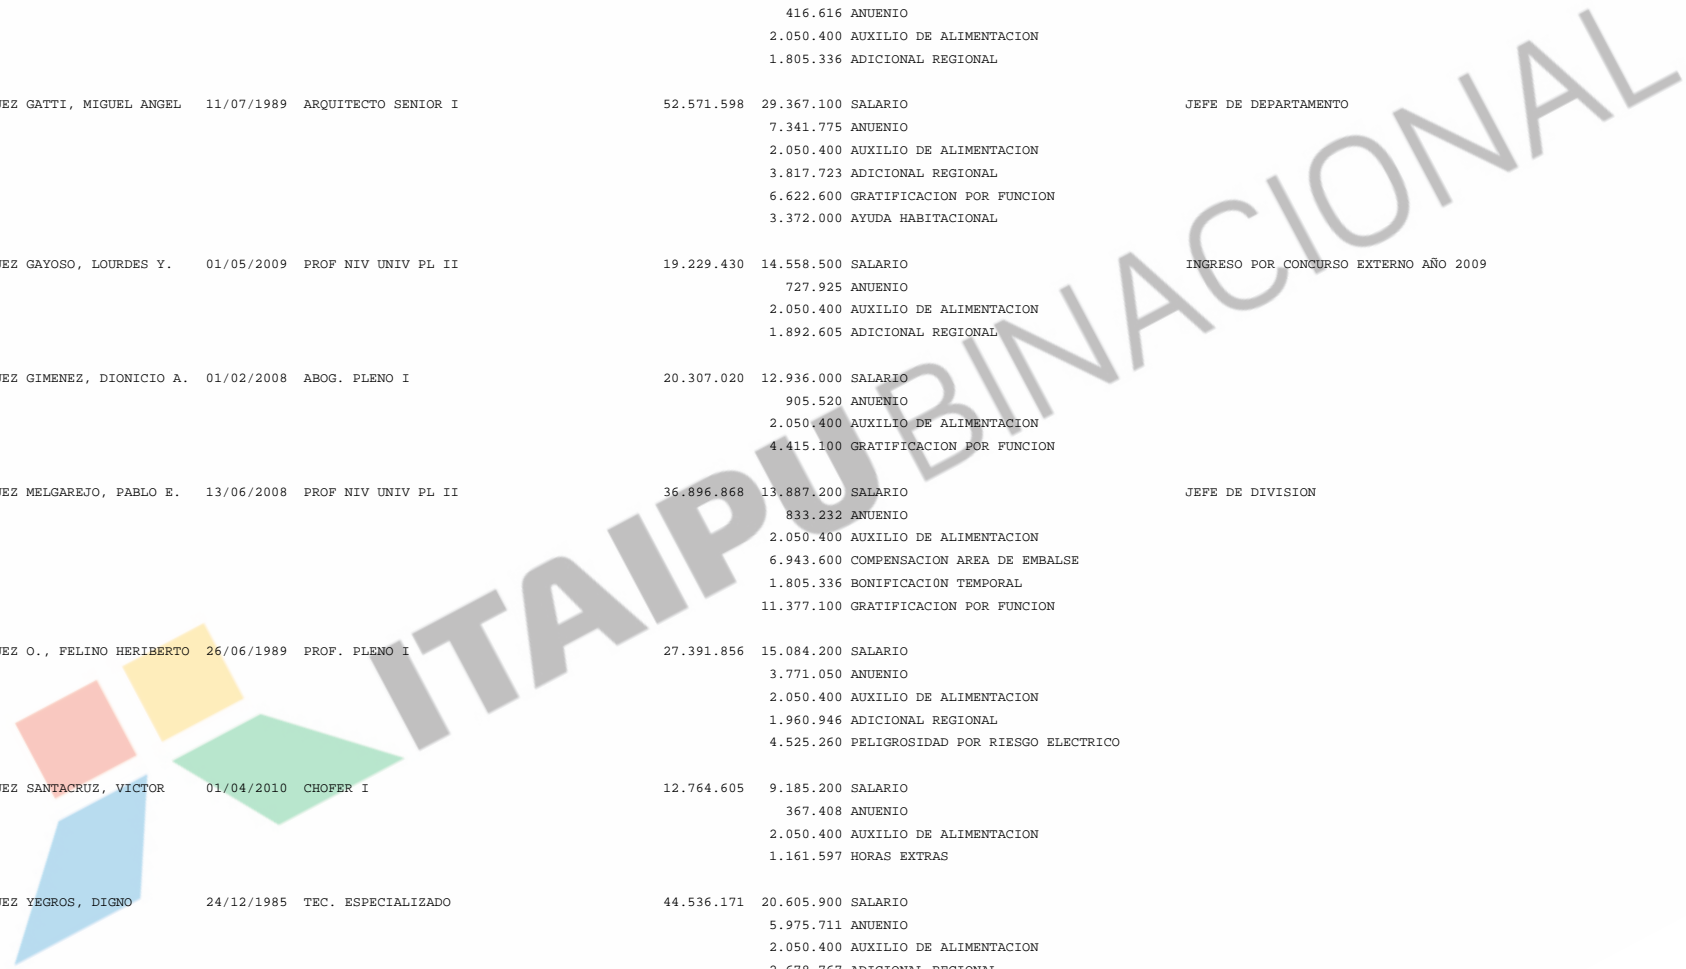 416.616 ANUENIO
2.050.400 AUXILIO DE ALIMENTACION
1.805.336 ADICIONAL REGIONAL
UEZ GATTI, MIGUEL ANGEL 11/07/1989 ARQUITECTO SENIOR I 52.571.598 29.367.100 SALARIO JEFE DE DEPARTAMENTO
7.341.775 ANUENIO
2.050.400 AUXILIO DE ALIMENTACION
3.817.723 ADICIONAL REGIONAL
6.622.600 GRATIFICACION POR FUNCION
3.372.000 AYUDA HABITACIONAL
UEZ GAYOSO, LOURDES Y. 01/05/2009 PROF NIV UNIV PL II 19.229.430 14.558.500 SALARIO INGRESO POR CONCURSO EXTERNO AÑO 2009
727.925 ANUENIO
2.050.400 AUXILIO DE ALIMENTACION
1.892.605 ADICIONAL REGIONAL
UEZ GIMENEZ, DIONICIO A. 01/02/2008 ABOG. PLENO I 20.307.020 12.936.000 SALARIO
905.520 ANUENIO
2.050.400 AUXILIO DE ALIMENTACION
4.415.100 GRATIFICACION POR FUNCION
UEZ MELGAREJO, PABLO E. 13/06/2008 PROF NIV UNIV PL II 36.896.868 13.887.200 SALARIO JEFE DE DIVISION
833.232 ANUENIO
2.050.400 AUXILIO DE ALIMENTACION
6.943.600 COMPENSACION AREA DE EMBALSE
1.805.336 BONIFICACI0N TEMPORAL
11.377.100 GRATIFICACION POR FUNCION
UEZ O., FELINO HERIBERTO 26/06/1989 PROF. PLENO I 27.391.856 15.084.200 SALARIO
3.771.050 ANUENIO
2.050.400 AUXILIO DE ALIMENTACION
1.960.946 ADICIONAL REGIONAL
4.525.260 PELIGROSIDAD POR RIESGO ELECTRICO
UEZ SANTACRUZ, VICTOR 01/04/2010 CHOFER I 12.764.605 9.185.200 SALARIO
367.408 ANUENIO
2.050.400 AUXILIO DE ALIMENTACION
1.161.597 HORAS EXTRAS
UEZ YEGROS, DIGNO 24/12/1985 TEC. ESPECIALIZADO 44.536.171 20.605.900 SALARIO
5.975.711 ANUENIO
2.050.400 AUXILIO DE ALIMENTACION
2.678.767 ADICIONAL REGIONAL
ITAIPU BINACIONAL